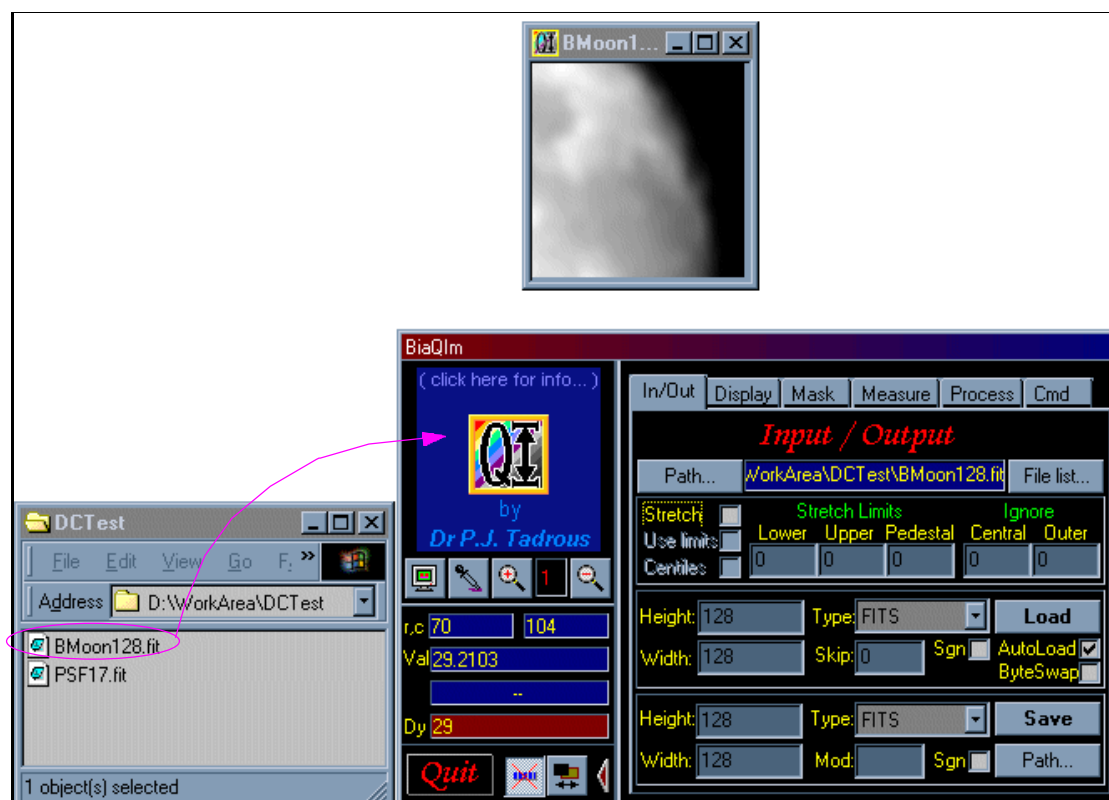 BMoon1...
BiaQIm
( click here for info... )
QI
by
Dr P.J. Tadrous
1
r,c 70 104
Val 29.2103
--
Dy 29
Quit
In/Out Display Mask Measure Process Cmd
Input / Output
Path... WorkArea\DCTest\BMoon128.fit File list...
Stretch Stretch Limits Ignore
Use limits Lower Upper Pedestal Central Outer
Centiles 0 0 0 0 0
Height: 128 Type: FITS Load
Width: 128 Skip: 0 Sgn AutoLoad
ByteSwap
Height: 128 Type: FITS Save
Width: 128 Mod: Sgn Path...
DCTest
File Edit View Go F. »
Address D:\WorkArea\DCTest
BMoon128.fit
PSF17.fit
1 object(s) selected